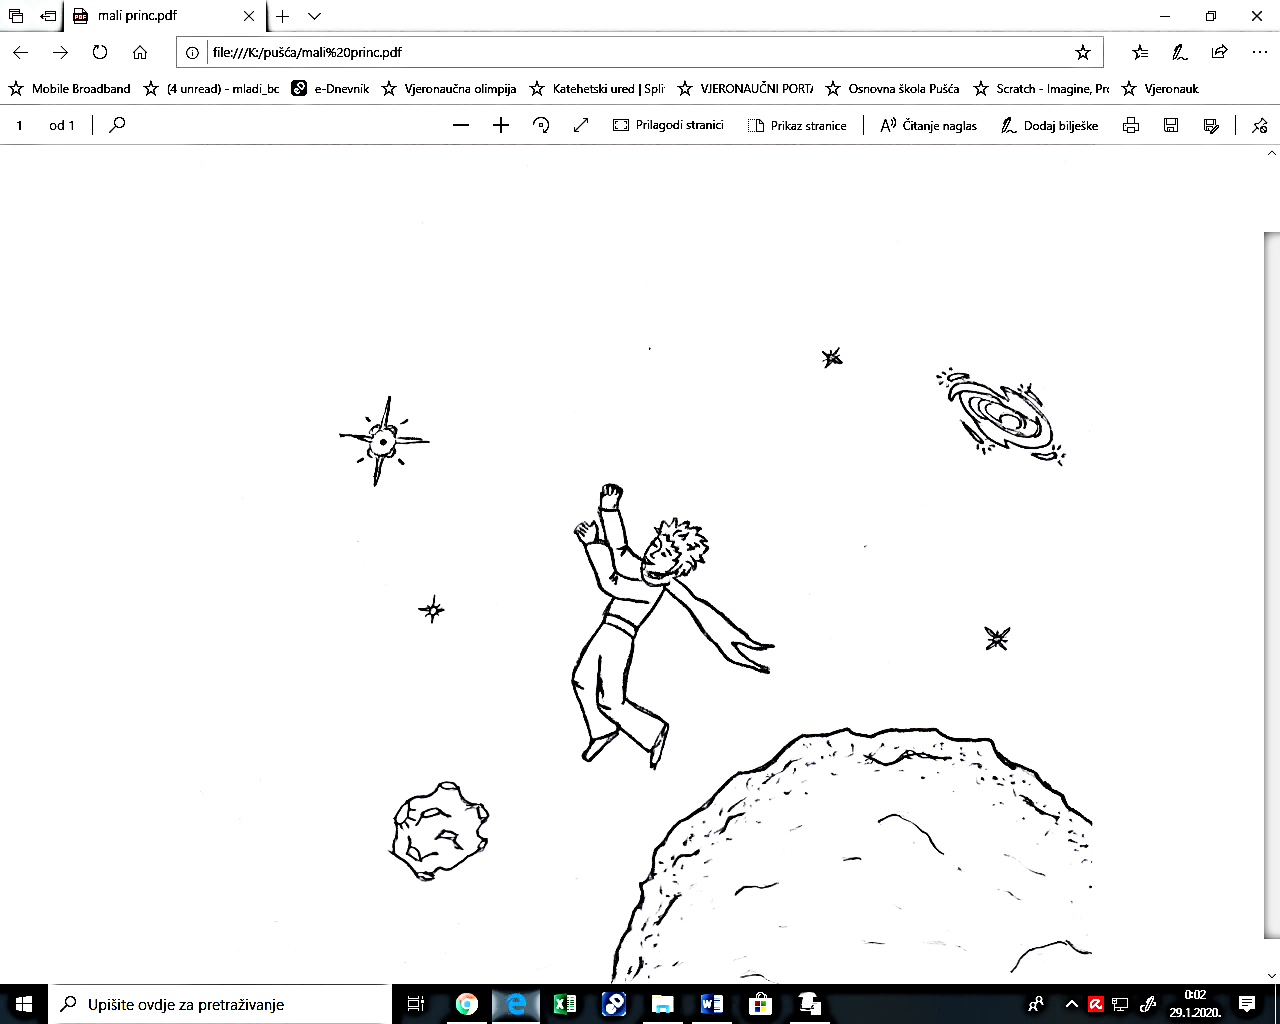 mali princ.pdf
file:///K:/pušća/mali%20princ.pdf
Mobile Broadband (4 unread) - mladi_bc e-Dnevnik Vjeronaučna olimpija Katehetski ured | Spli VJERONAUČNI PORT Osnovna škola Pušća Scratch - Imagine, Pr Vjeronauk
1 od 1 Prilagodi stranici Prikaz stranice Čitanje naglas Dodaj bilješke
Upišite ovdje za pretraživanje
0:02
29.1.2020.